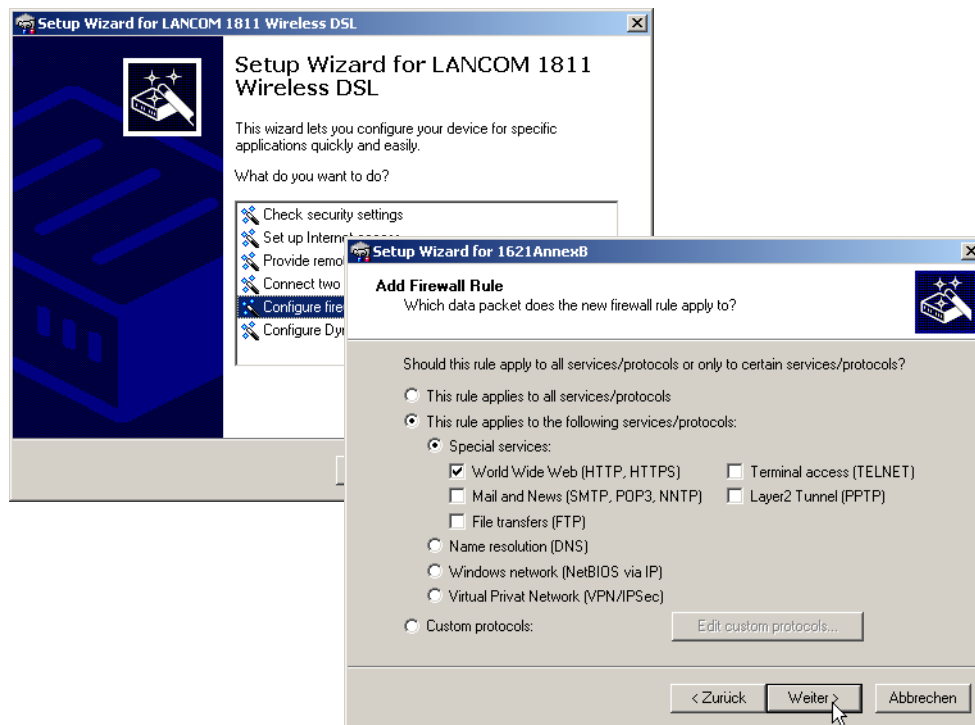 Setup Wizard for LANCOM 1811 Wireless DSL
Setup Wizard for LANCOM 1811
Wireless DSL
This wizard lets you configure your device for specific
applications quickly and easily.
What do you want to do?
Check security settings
Set up Internet access
Provide remo
Connect two
Configure fire
Configure Dy
Setup Wizard for 1621AnnexB
Add Firewall Rule
Which data packet does the new firewall rule apply to?
Should this rule apply to all services/protocols or only to certain services/protocols?
This rule applies to all services/protocols
This rule applies to the following services/protocols:
Special services:
World Wide Web (HTTP, HTTPS)
Terminal access (TELNET)
Mail and News (SMTP, POP3, NNTP)
Layer2 Tunnel (PPTP)
File transfers (FTP)
Name resolution (DNS)
Windows network (NetBIOS via IP)
Virtual Privat Network (VPN/IPSec)
Custom protocols:
Edit custom protocols...
< Zurück
Weiter >
Abbrechen